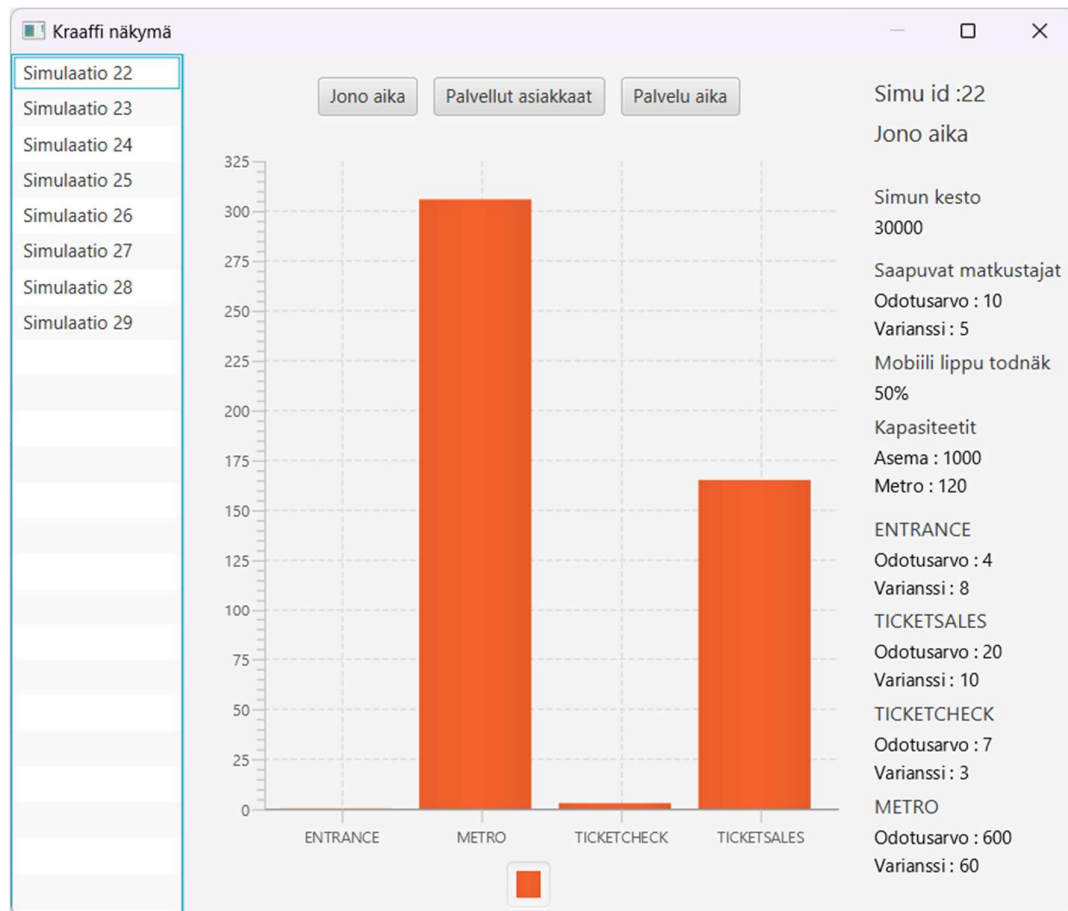 Kraaffi näkymä
Simulaatio 22
Simulaatio 23
Simulaatio 24
Simulaatio 25
Simulaatio 26
Simulaatio 27
Simulaatio 28
Simulaatio 29
Jono aika
Palvellut asiakkaat
Palvelu aika
325
300
275
250
225
200
175
150
125
100
75
50
25
0
ENTRANCE
METRO
TICKETCHECK
TICKETSALES
Simu id :22
Jono aika
Simun kesto
30000
Saapuvat matkustajat
Odotusarvo : 10
Varianssi : 5
Mobiili lippu todnäk
50%
Kapasiteetit
Asema : 1000
Metro : 120
ENTRANCE
Odotusarvo : 4
Varianssi : 8
TICKETSALES
Odotusarvo : 20
Varianssi : 10
TICKETCHECK
Odotusarvo : 7
Varianssi : 3
METRO
Odotusarvo : 600
Varianssi : 60